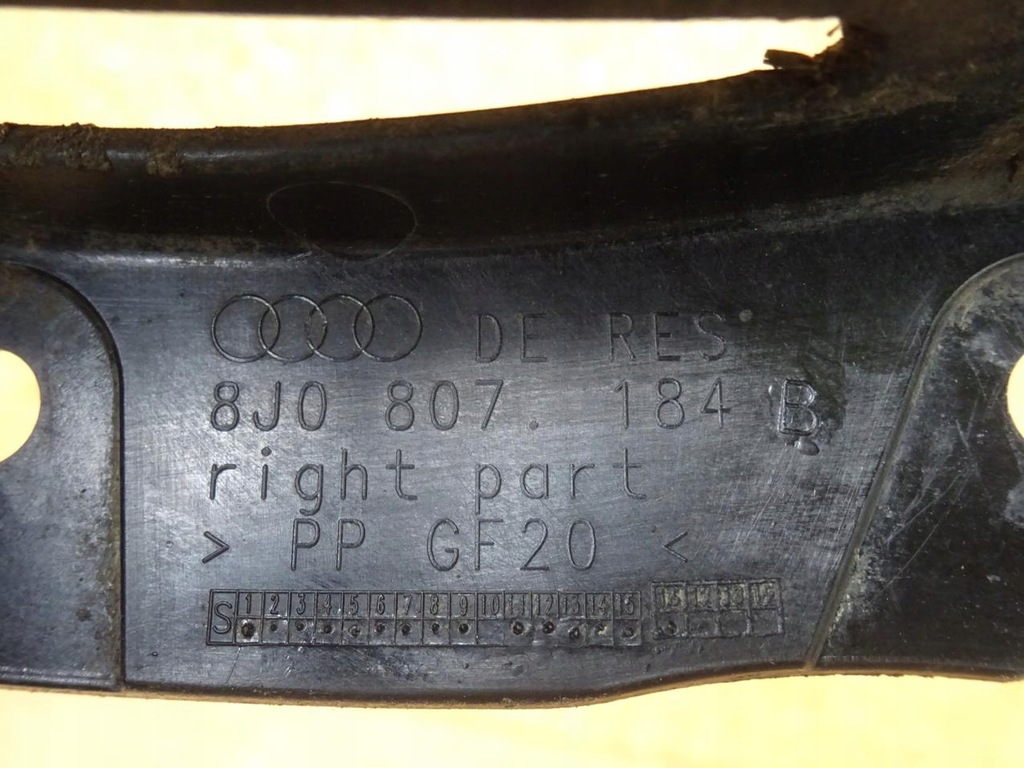 DE RES
8J0 807. 184 B
right part
> PP GF20 <
S 1 2 3 4 5 6 7 8 9 10 11 12 13 14 15